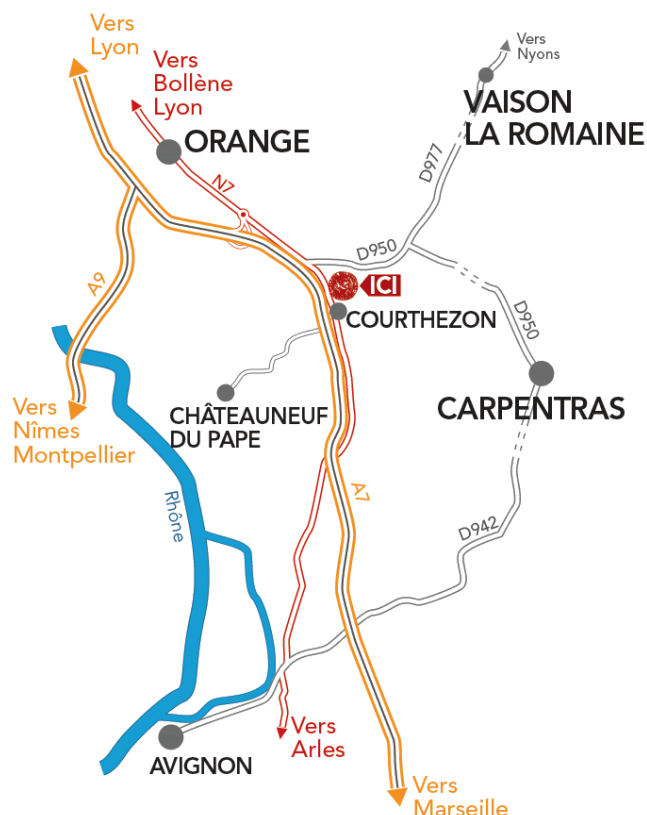 Vers
Lyon
Vers
Bollène
Lyon
Vers
Nyons
VAISON
LA ROMAINE
ORANGE
N7
D977
D950
A9
ICI
COURTHEZON
D950
CARPENTRAS
CHÂTEAUNEUF
DU PAPE
Vers
Nîmes
Montpellier
A7
Rhône
D942
Vers
Arles
AVIGNON
Vers
Marseille